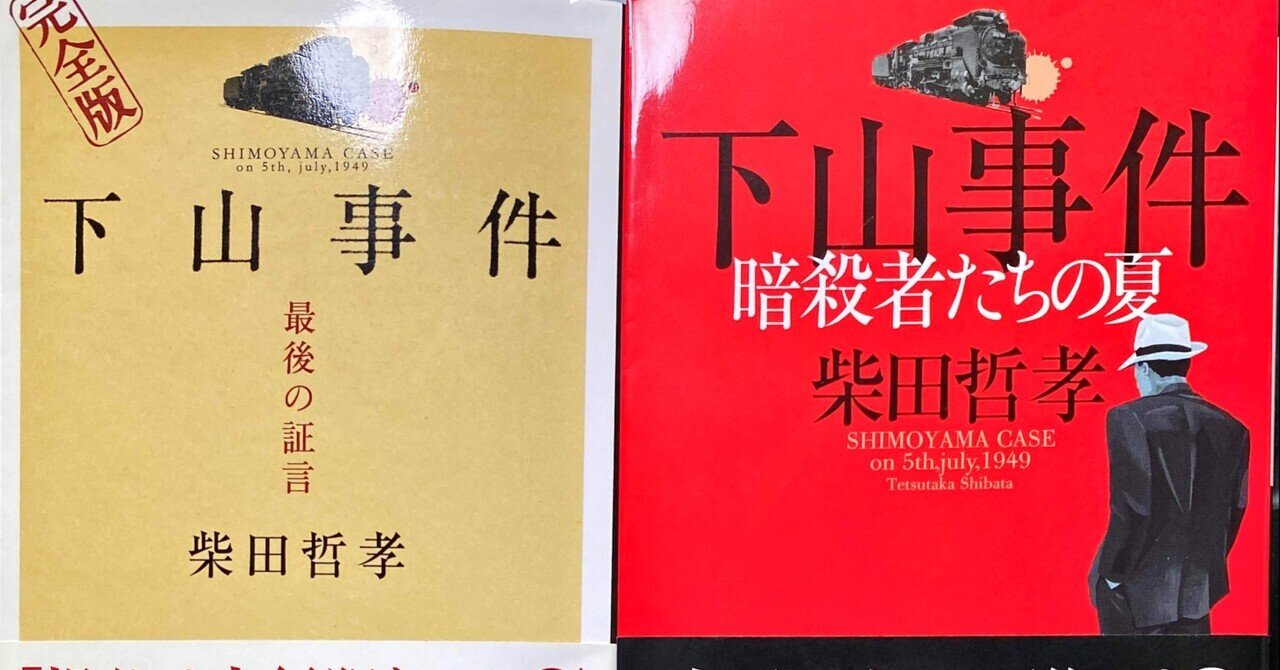 完全版
SHIMOYAMA CASE
on 5th, july,1949
下山事件
最後の証言
柴田哲孝
下山事件
暗殺者たちの夏
柴田哲孝
SHIMOYAMA CASE
on 5th,july,1949
Tetsutaka Shibata